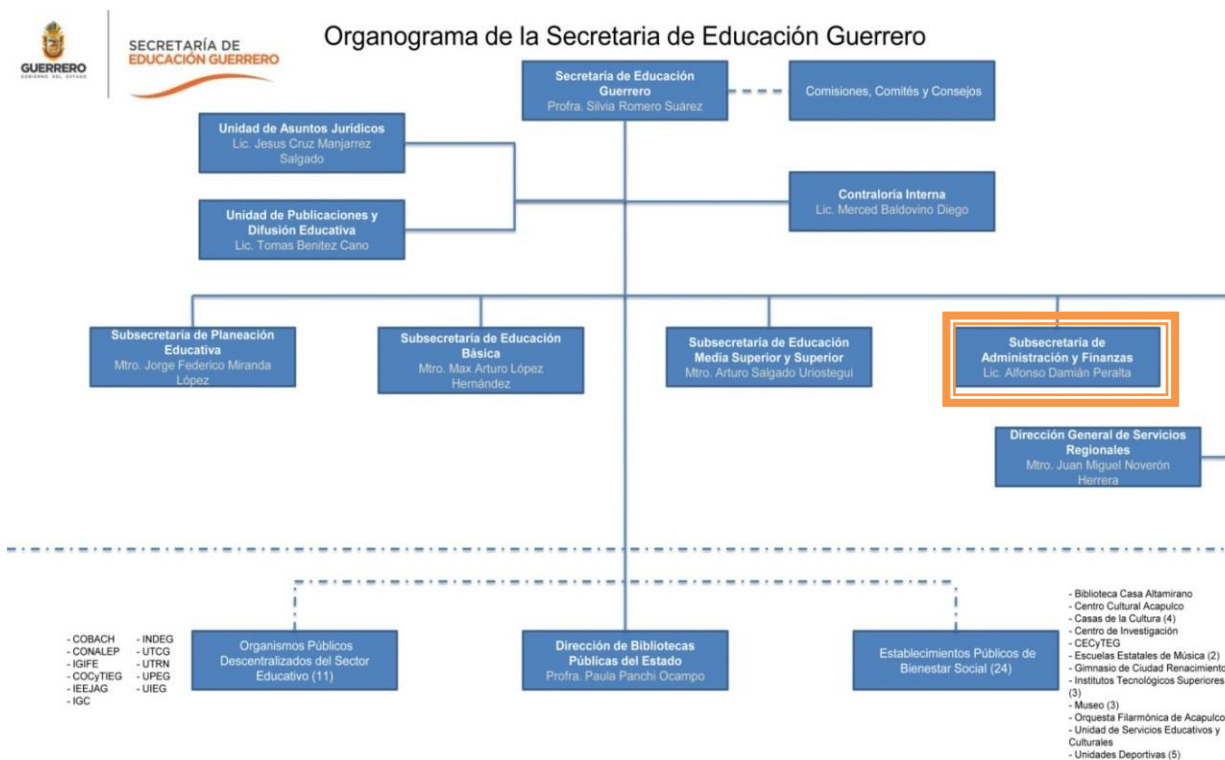 GUERRERO
GOBIERNO DEL ESTADO
SECRETARÍA DE
EDUCACIÓN GUERRERO
Organograma de la Secretaria de Educación Guerrero
Secretaría de Educación
Guerrero
Profra. Silvia Romero Suárez
Comisiones, Comités y Consejos
Unidad de Asuntos Jurídicos
Lic. Jesus Cruz Manjarrez
Salgado
Unidad de Publicaciones y
Difusión Educativa
Lic. Tomas Benitez Cano
Contraloría Interna
Lic. Merced Baldovino Diego
Subsecretaría de Planeación
Educativa
Mtro. Jorge Federico Miranda
López
Subsecretaría de Educación
Básica
Mtro. Max Arturo López
Hernández
Subsecretaría de Educación
Media Superior y Superior
Mtro. Arturo Salgado Uriostegui
Subsecretaría de
Administración y Finanzas
Lic. Alfonso Damián Peralta
Dirección General de Servicios
Regionales
Mtro. Juan Miguel Noverón
Herrera
- COBACH
- CONALEP
- IGIFE
- COCyTIEG
- IEEJAG
- IGC
- INDEG
- UTCG
- UTRN
- UPEG
- UIEG
Organismos Públicos
Descentralizados del Sector
Educativo (11)
Dirección de Bibliotecas
Públicas del Estado
Profra. Paula Panchi Ocampo
Establecimientos Públicos de
Bienestar Social (24)
- Biblioteca Casa Altamirano
- Centro Cultural Acapulco
- Casas de la Cultura (4)
- Centro de Investigación
- CECyTEG
- Escuelas Estatales de Música (2)
- Gimnasio de Ciudad Renacimiento
- Institutos Tecnológicos Superiores
(3)
- Museo (3)
- Orquesta Filarmónica de Acapulco
- Unidad de Servicios Educativos y
Culturales
- Unidades Deportivas (5)